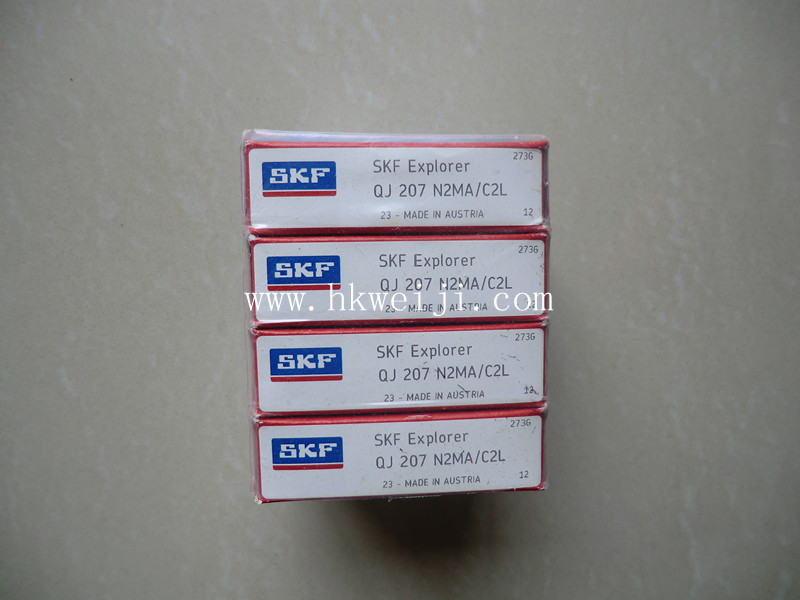 273G
SKF
SKF Explorer
QJ 207 N2MA/C2L
23 - MADE IN AUSTRIA
12
273G
SKF
SKF Explorer
QJ 207 N2MA/C2L
www.hkweiji.com
23 - MADE IN AUSTRIA
273G
SKF
SKF Explorer
QJ 207 N2MA/C2L
23 - MADE IN AUSTRIA
12
273G
SKF
SKF Explorer
QJ 207 N2MA/C2L
23 - MADE IN AUSTRIA
12